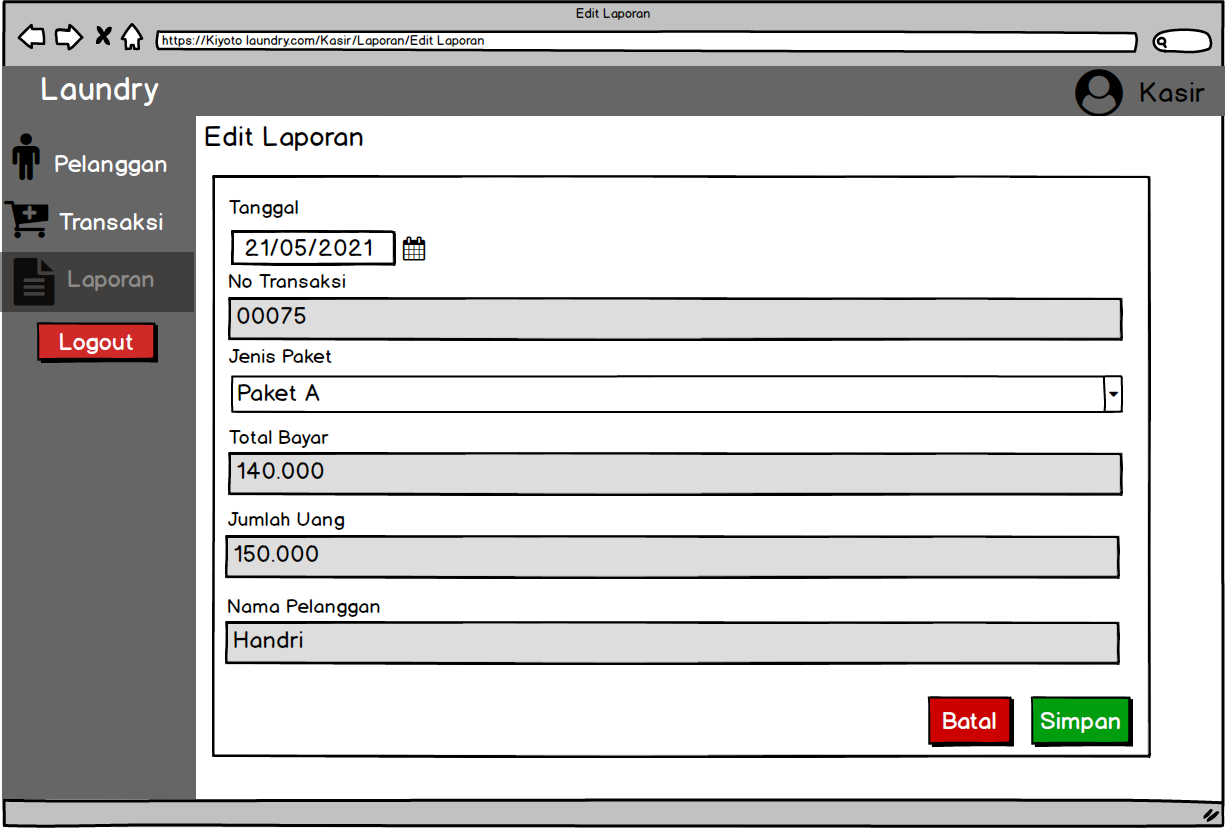 Edit Laporan
https://Kiyoto laundry.com/Kasir/Laporan/Edit Laporan
Laundry
Kasir
Pelanggan
Transaksi
Laporan
Logout
Edit Laporan
Tanggal
21/05/2021
No Transaksi
00075
Jenis Paket
Paket A
Total Bayar
140.000
Jumlah Uang
150.000
Nama Pelanggan
Handri
Batal
Simpan